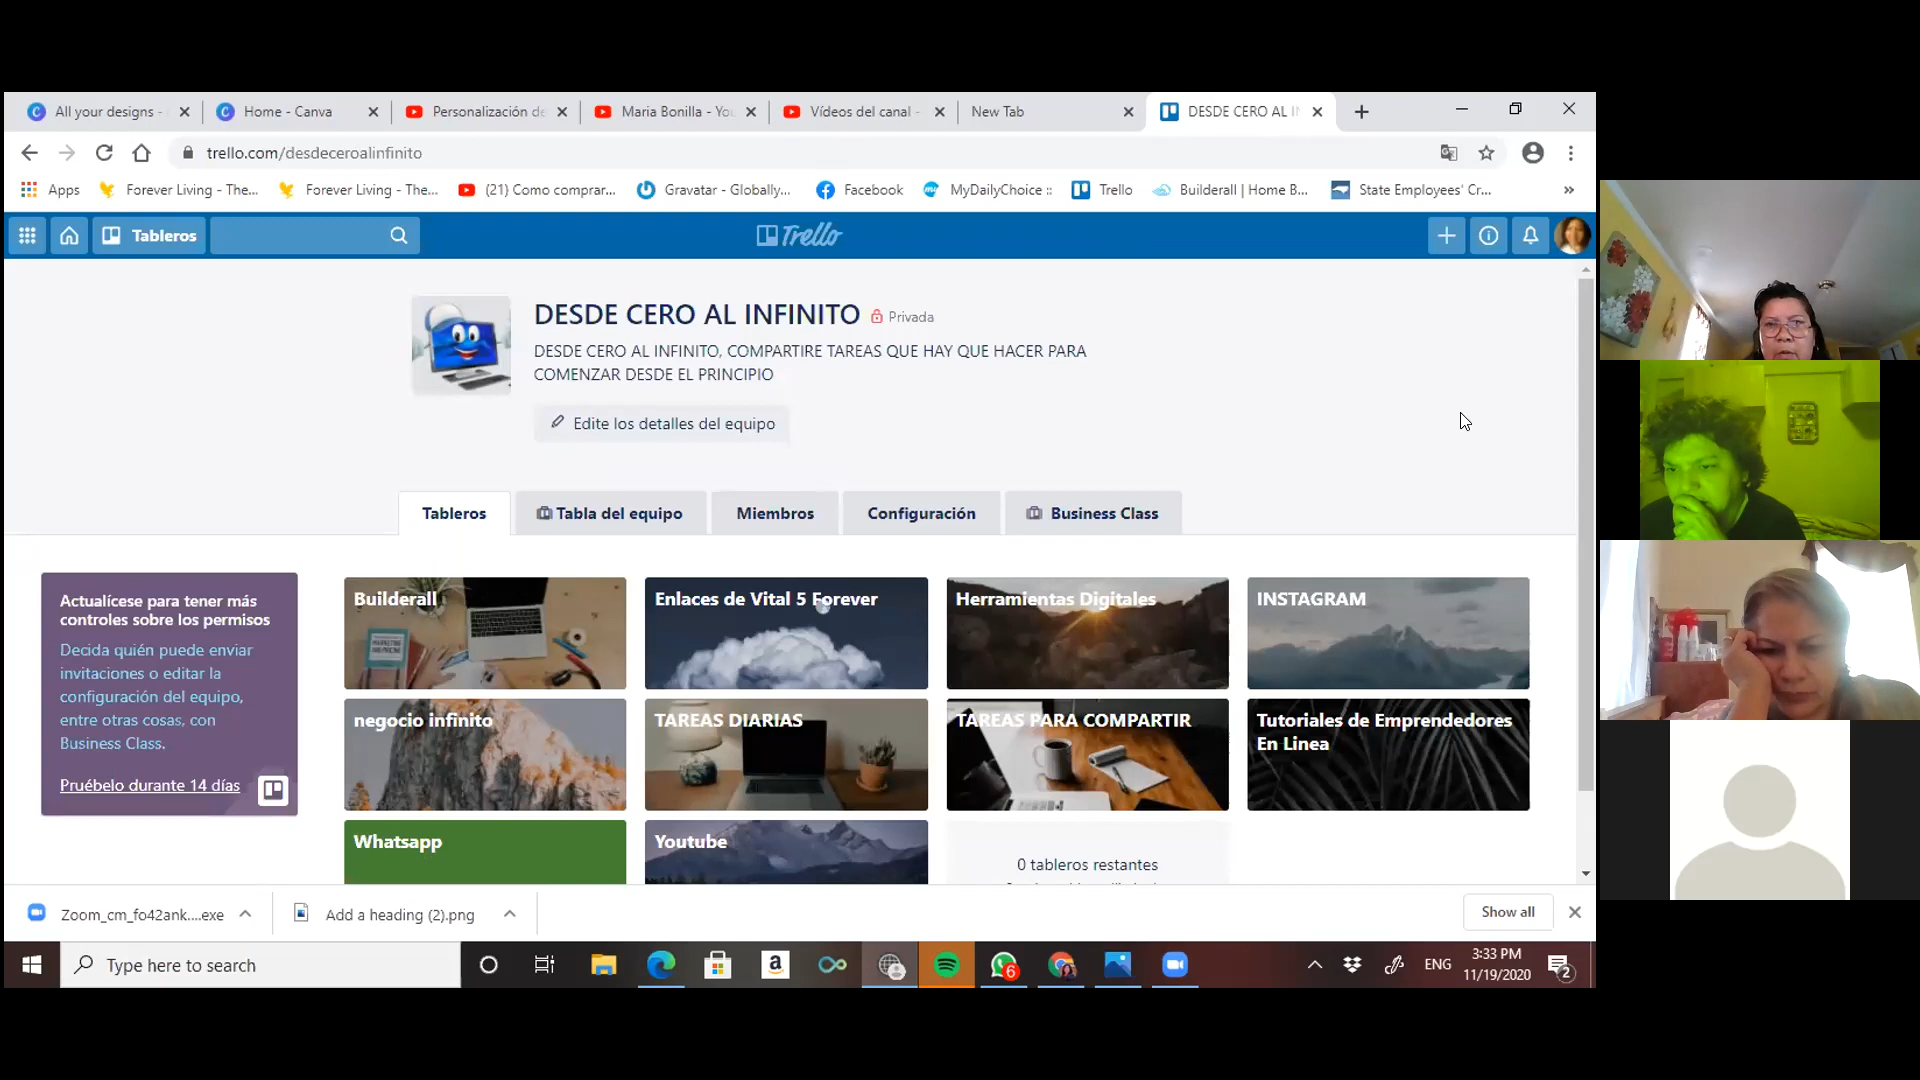 All your designs -
Home - Canva
Personalización de
Maria Bonilla - You
Vídeos del canal -
New Tab
DESDE CERO AL IN
trello.com/desdeceroalinfinito
Apps
Forever Living - The...
Forever Living - The...
(21) Como comprar...
Gravatar - Globally...
Facebook
my
MyDailyChoice ::
Trello
Builderall | Home B...
State Employees' Cr...
»
Tableros
Trello
DESDE CERO AL INFINITO
Privada
DESDE CERO AL INFINITO, COMPARTIRE TAREAS QUE HAY QUE HACER PARA
COMENZAR DESDE EL PRINCIPIO
Edite los detalles del equipo
Tableros
Tabla del equipo
Miembros
Configuración
Business Class
Actualícese para tener más
controles sobre los permisos
Decida quién puede enviar
invitaciones o editar la
configuración del equipo,
entre otras cosas, con
Business Class.
Pruébelo durante 14 días
Builderall
Enlaces de Vital 5 Forever
Herramientas Digitales
INSTAGRAM
negocio infinito
TAREAS DIARIAS
TAREAS PARA COMPARTIR
Tutoriales de Emprendedores
En Linea
Whatsapp
Youtube
0 tableros restantes
Zoom_cm_fo42ank....exe
Add a heading (2).png
Show all
Type here to search
a
6
ENG
3:33 PM
11/19/2020
2